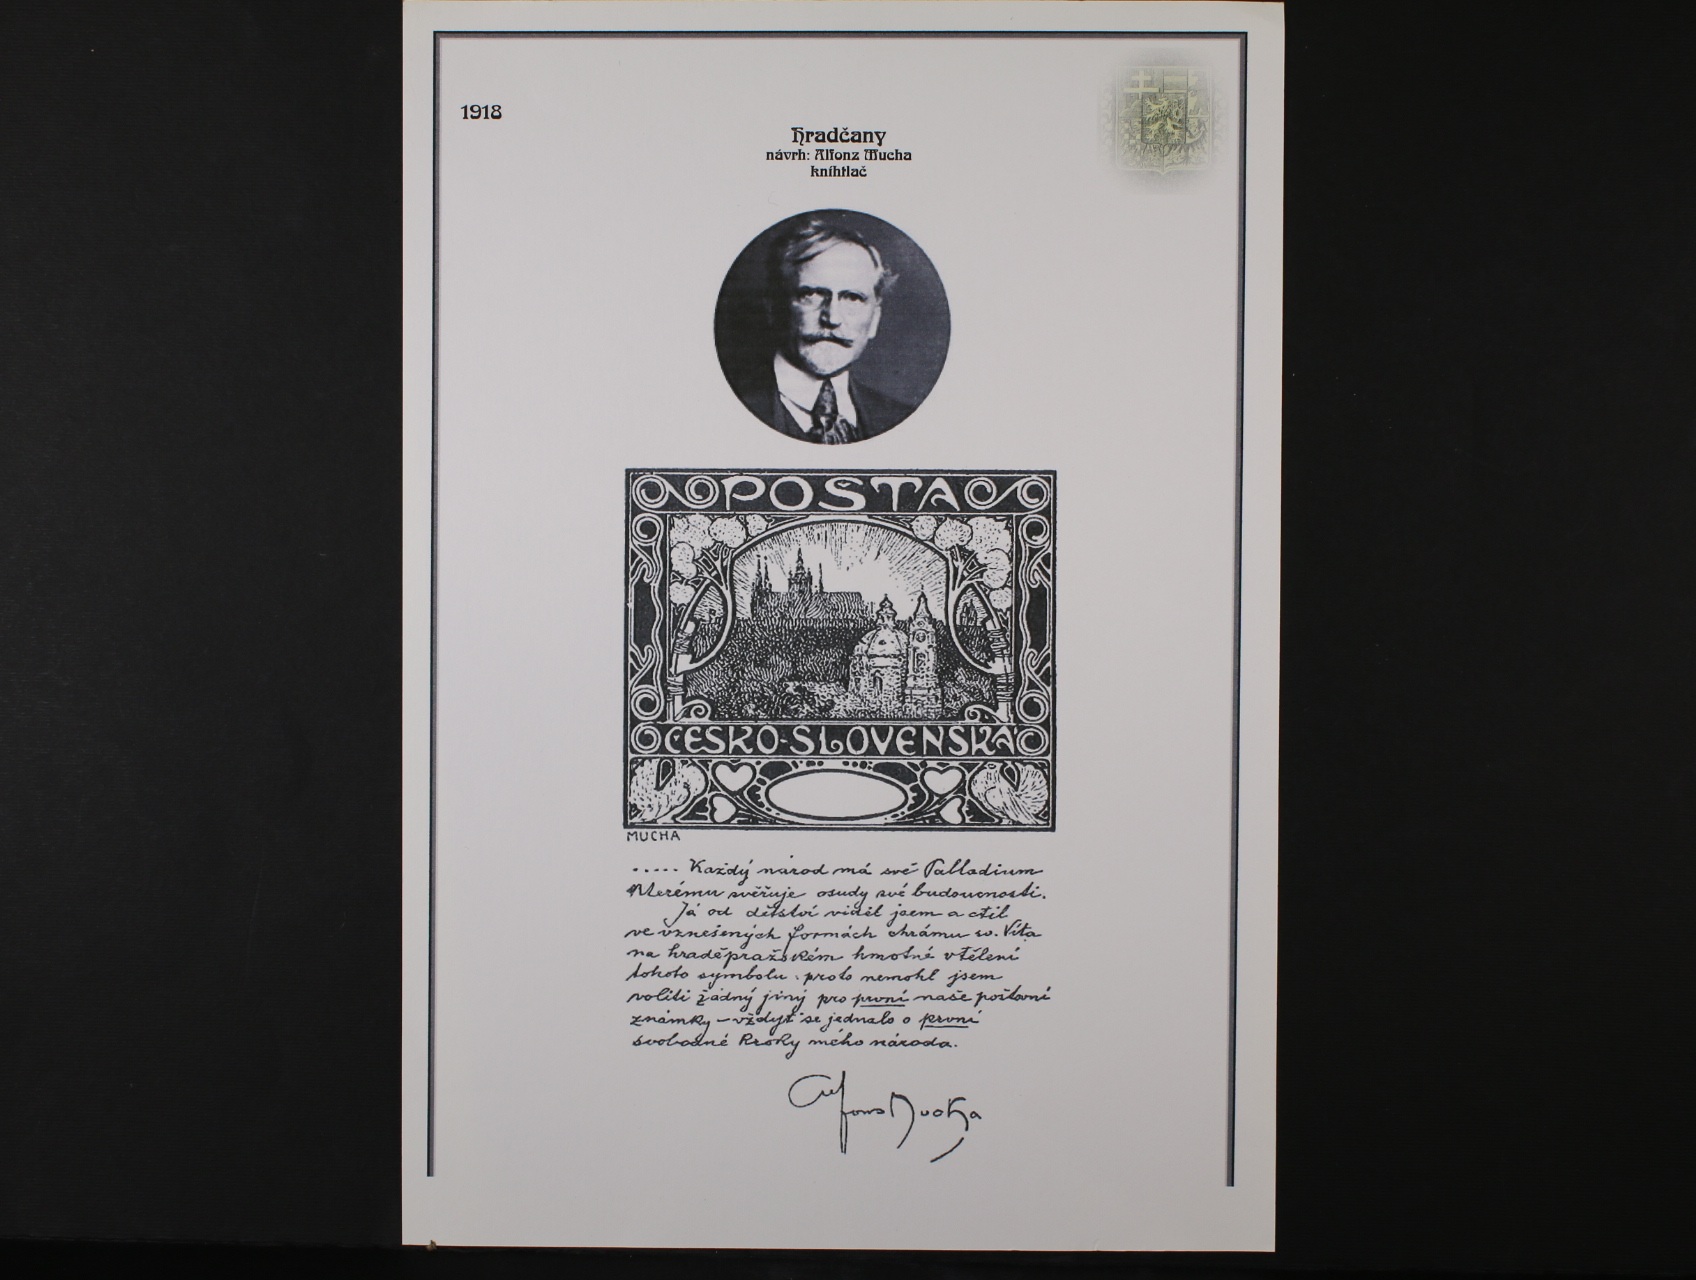 1918
Hradčany
návrh: Alfonz Mucha
kníhtlač
POŠTA
ČESKO-SLOVENSKÁ
MUCHA
..... Každý národ má své Palladium
kterému svěřuje osudy své budoucnosti.
Já od dětství viděl jsem a ctil
ve vznešených formách chrámu sv. Víta
na hradě pražském hmotné vtělení
tohoto symbolu. proto nemohl jsem
voliti žádný jiný pro první naše poštovní
známky – vždyť se jednalo o první
svobodné kroky mého národa.
Alfons Mucha